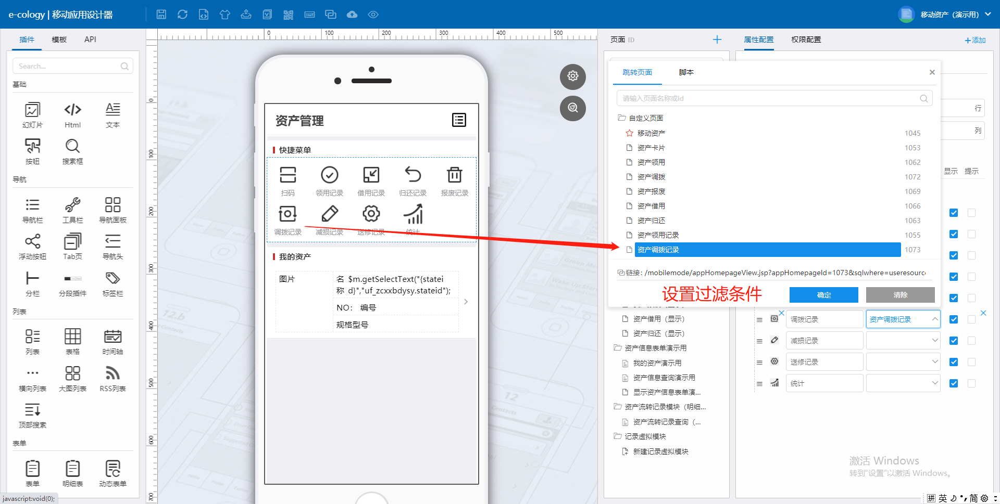 e-cology | 移动应用设计器
移动资产（演示用）
插件 模板 API
Search...
基础
幻灯片 Html 文本
按钮 搜索框
导航
导航栏 工具栏 导航面板
浮动按钮 Tab页 导航头
分栏 分段插件 标签栏
列表
列表 表格 时间轴
横向列表 大图列表 RSS列表
顶部搜索
表单
表单 明细表 动态表单
javascript:void(0);
0 100 200 300 400 500
0
100
200
300
400
500
600
700
资产管理
快捷菜单
扫码 领用记录 借用记录 归还记录 报废记录
调拨记录 减损记录 送修记录 统计
我的资产
图片
名称 $m.getSelectText("{stateid}","uf_zcxxbdysy.stateid");
NO： 编号
规格型号
页面 ID
属性配置 权限配置 添加
跳转页面 脚本
请输入页面名称或id
自定义页面
移动资产 1045
资产卡片 1053
资产领用 1062
资产调拨 1072
资产报废 1069
资产借用 1066
资产归还 1063
资产领用记录 1055
资产调拨记录 1073
链接：/mobilemode/appHomepageView.jsp?appHomepageId=1073&sqlwhere=useresource
设置过滤条件
确定 清除
资产借用（显示）
资产归还（显示）
资产信息表单演示用
我的资产演示用
资产信息查询演示用
显示资产信息表单演...
资产流转记录模块（明细...
资产流转记录查询（...
记录虚拟模块
新建记录虚拟模块
行
列
显示 提示
调拨记录 资产调拨记录
减损记录
送修记录
统计
激活 Windows
转到“设置”以激活 Windows。
拼 英 简